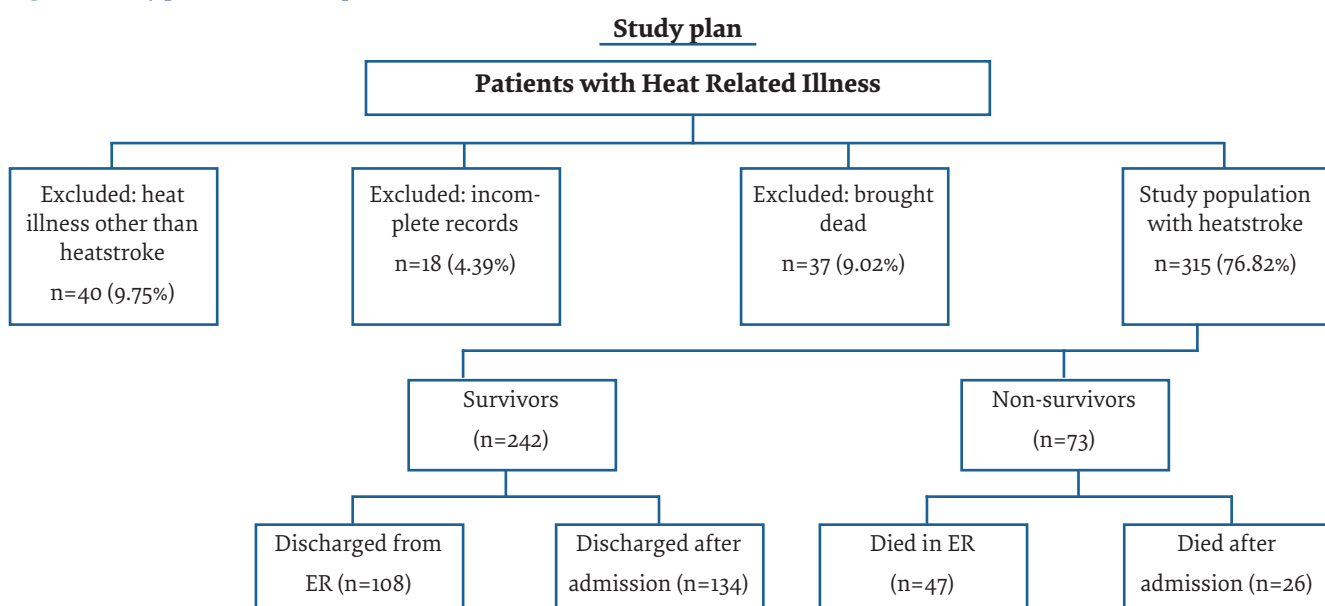 Study plan
Patients with Heat Related Illness
Excluded: heat
illness other than
heatstroke
n=40 (9.75%)
Excluded: incom-
plete records
n=18 (4.39%)
Excluded: brought
dead
n=37 (9.02%)
Study population
with heatstroke
n=315 (76.82%)
Survivors
(n=242)
Non-survivors
(n=73)
Discharged from
ER (n=108)
Discharged after
admission (n=134)
Died in ER
(n=47)
Died after
admission (n=26)